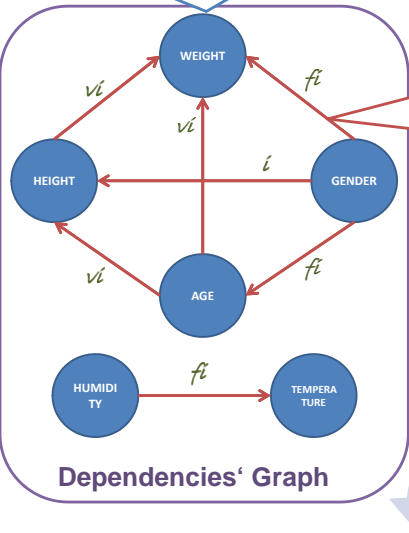 WEIGHT
vi
fi
vi
HEIGHT
i
GENDER
vi
fi
AGE
HUMIDI
TY
fi
TEMPERA
TURE
Dependencies‘ Graph